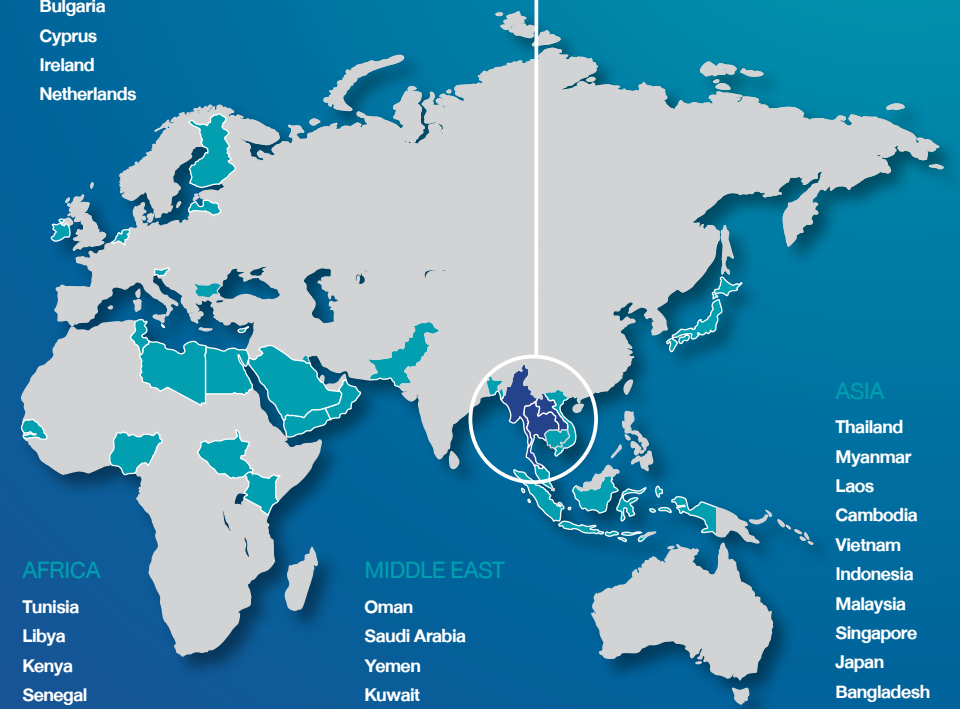 Bulgaria
Cyprus
Ireland
Netherlands
AFRICA
Tunisia
Libya
Kenya
Senegal
MIDDLE EAST
Oman
Saudi Arabia
Yemen
Kuwait
ASIA
Thailand
Myanmar
Laos
Cambodia
Vietnam
Indonesia
Malaysia
Singapore
Japan
Bangladesh